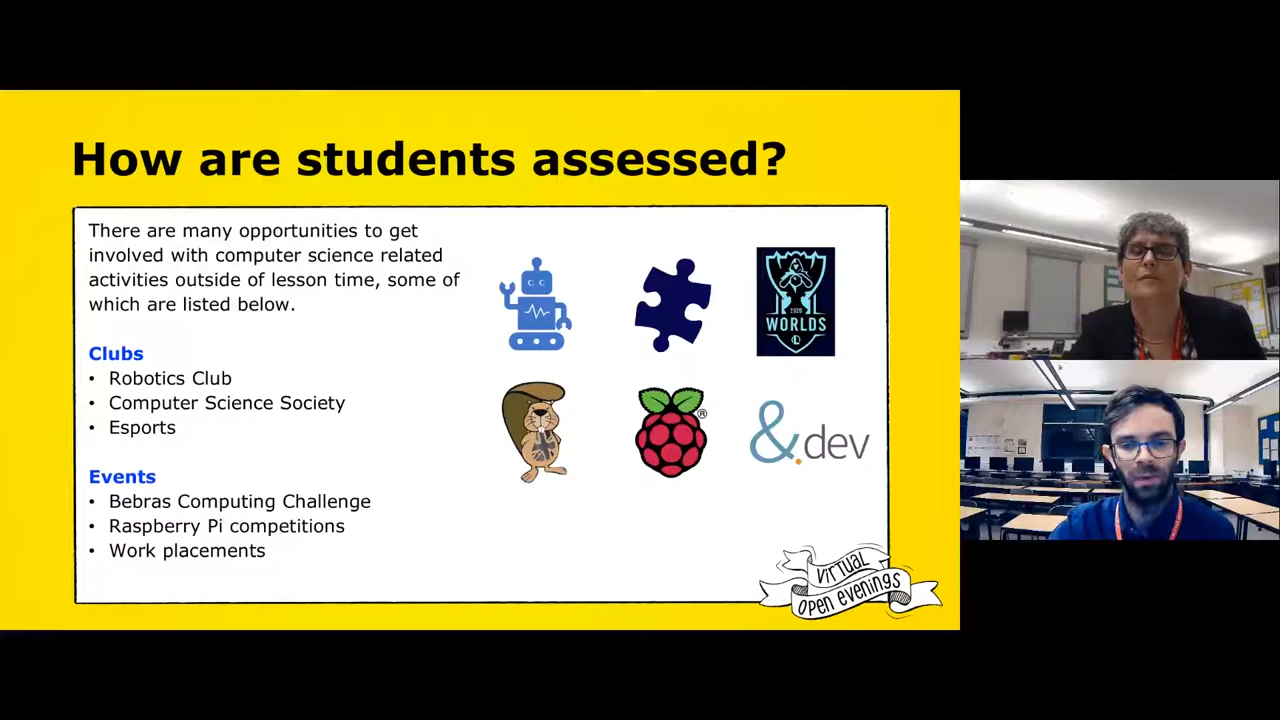 How are students assessed?
There are many opportunities to get
involved with computer science related
activities outside of lesson time, some of
which are listed below.
Clubs
• Robotics Club
• Computer Science Society
• Esports
Events
• Bebras Computing Challenge
• Raspberry Pi competitions
• Work placements
2020
WORLDS
®
&.dev
VIRTUAL
OPEN EVENINGS